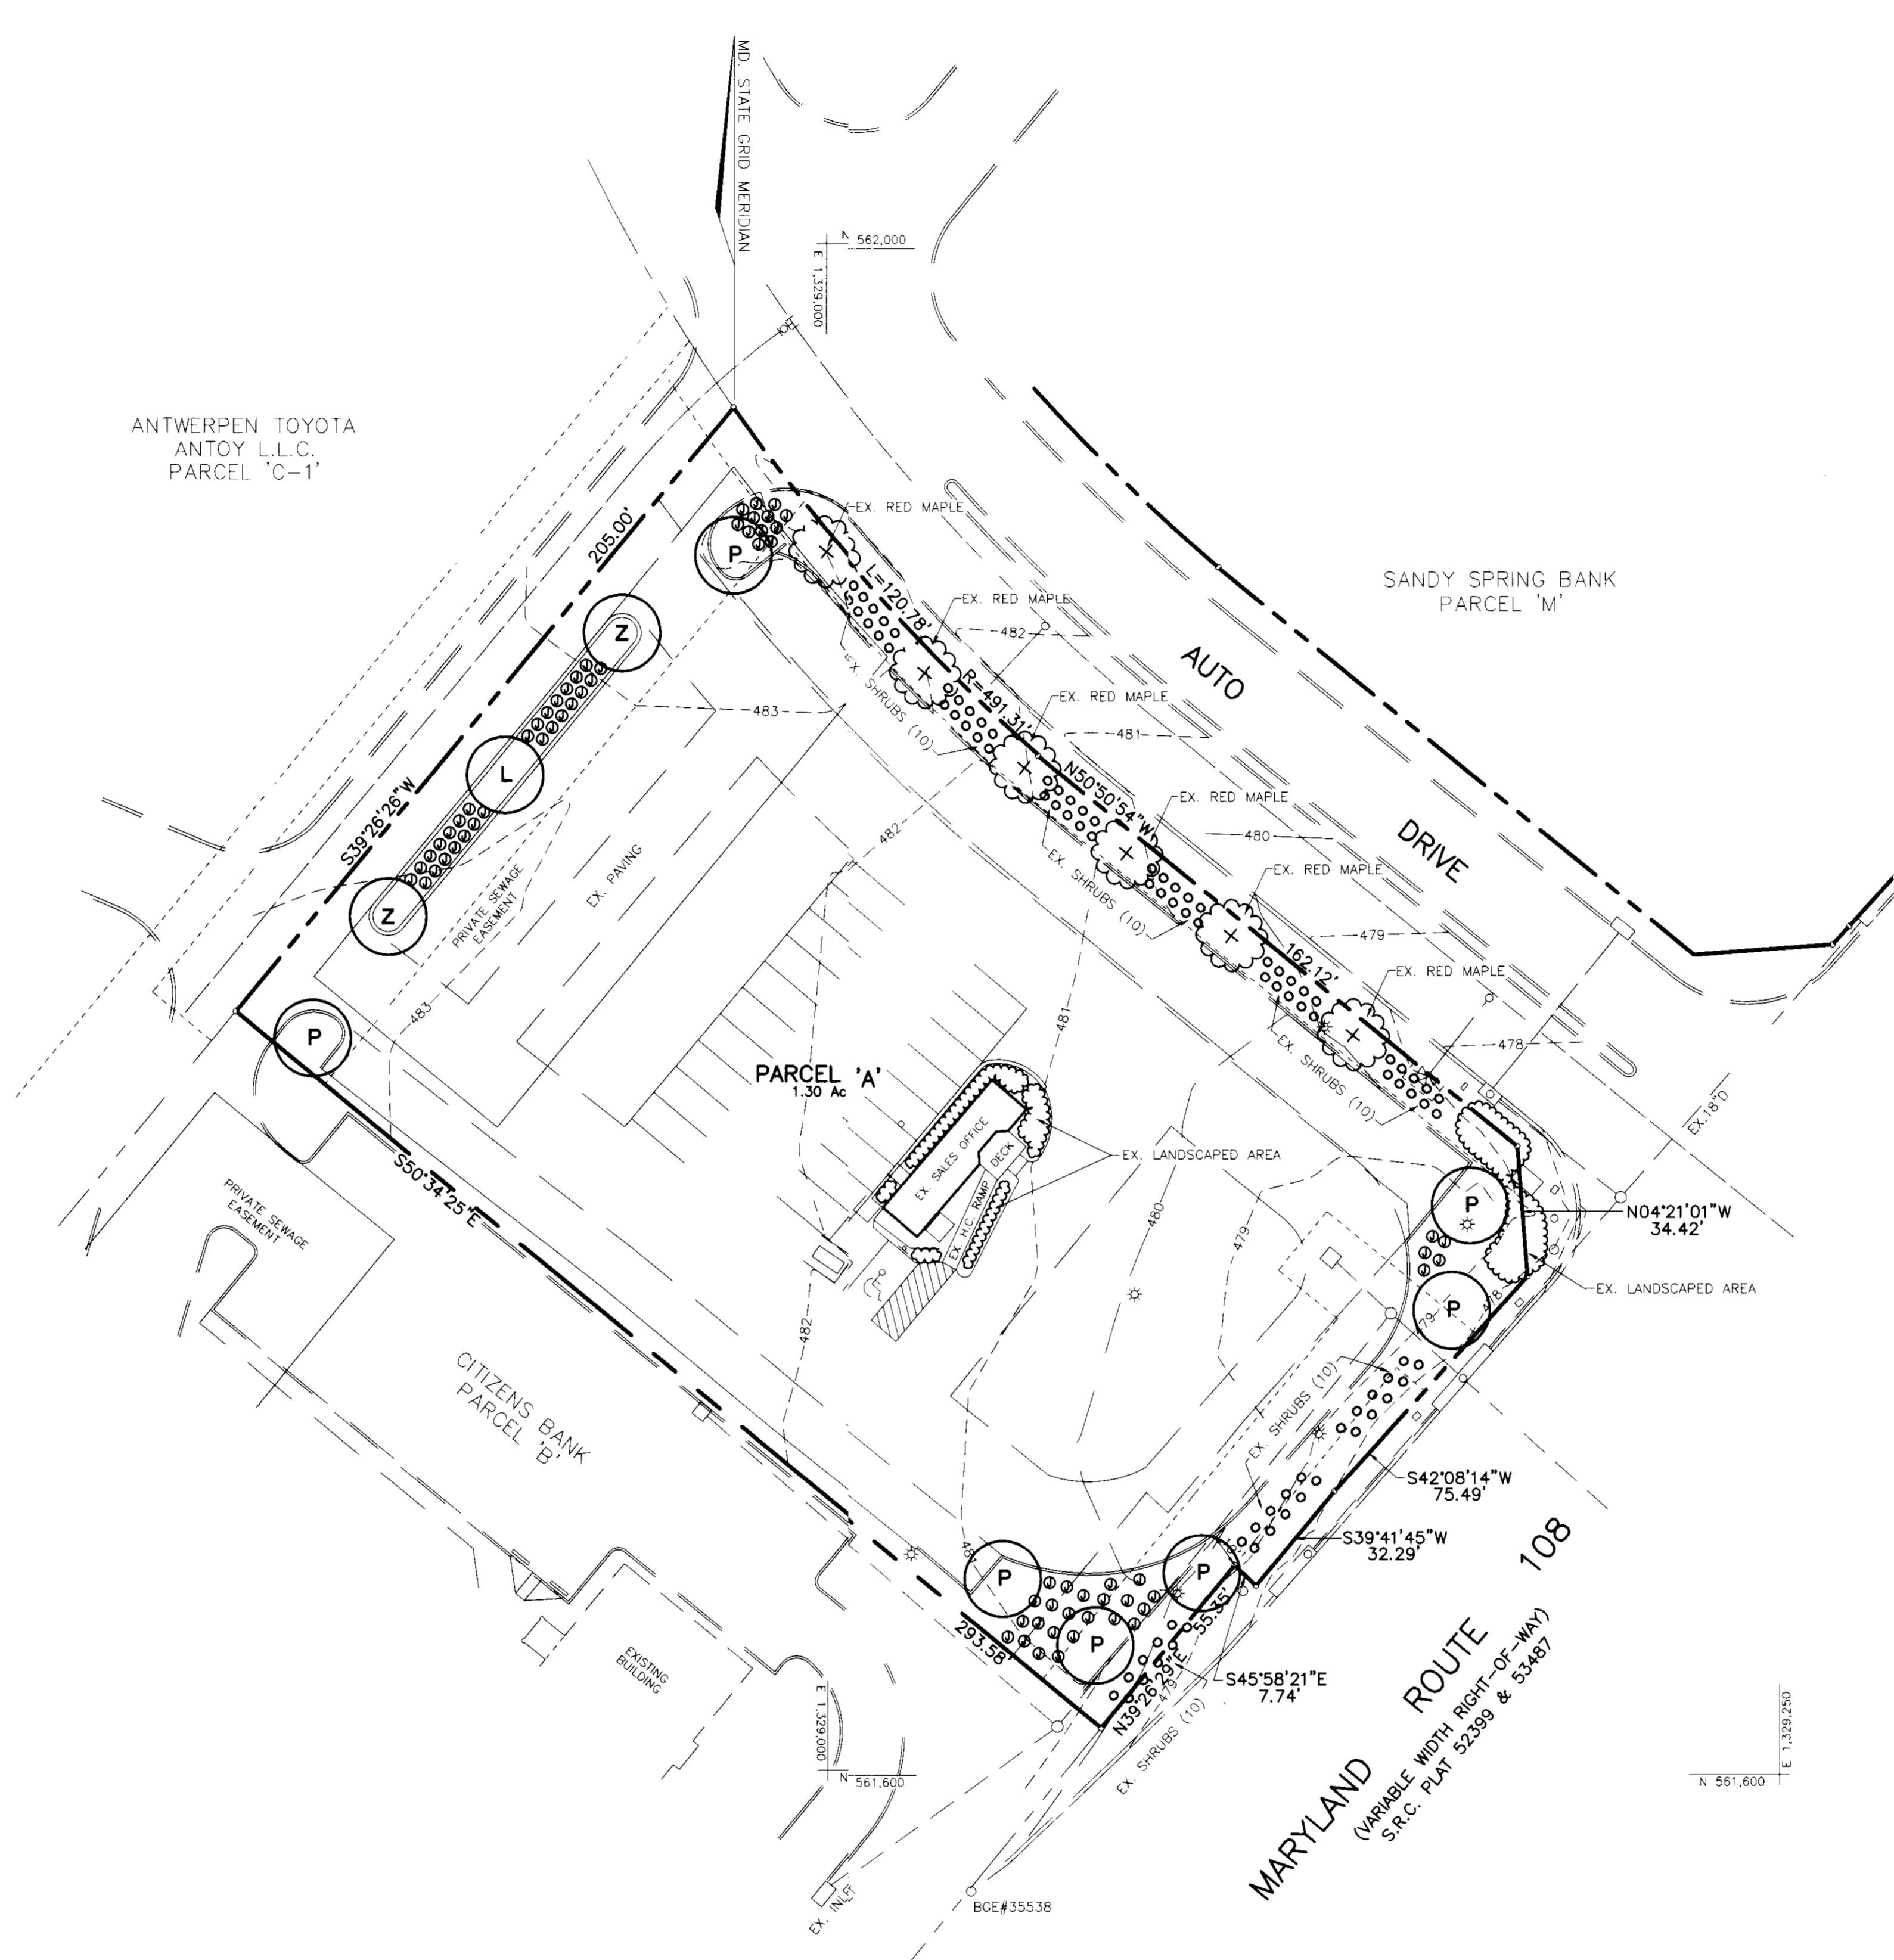 MD. STATE GRID MERIDIAN
N 562,000
E 1,329,000
ANTWERPEN TOYOTA
ANTOY L.L.C.
PARCEL 'C-1'
SANDY SPRING BANK
PARCEL 'M'
205.00'
S39°26'26"W
EX. RED MAPLE
EX. RED MAPLE
EX. RED MAPLE
EX. RED MAPLE
EX. RED MAPLE
EX. RED MAPLE
P
Z
L
Z
P
L=120.78'
R=491.31'
N50°50'54"W
162.12'
482
481
480
479
478
AUTO
DRIVE
EX. SHRUBS (10)
EX. SHRUBS (10)
EX. SHRUBS (10)
EX. SHRUBS (10)
483
482
483
481
PRIVATE SEWAGE
EASEMENT
EX. PAVING
PARCEL 'A'
1.30 Ac
EX. SALES OFFICE
DECK
EX. H.C. RAMP
EX. LANDSCAPED AREA
EX.18"D
N04°21'01"W
34.42'
EX. LANDSCAPED AREA
P
P
480
479
478
482
S50°34'25"E
PRIVATE SEWAGE
EASEMENT
CITIZENS BANK
PARCEL 'B'
EX. SHRUBS (10)
S42°08'14"W
75.49'
S39°41'45"W
32.29'
P
P
P
55.35'
293.58'
N39°26'29"E
479
S45°58'21"E
7.74'
EX. SHRUBS (10)
EXISTING
BUILDING
E 1,329,000
N 561,600
MARYLAND ROUTE 108
(VARIABLE WIDTH RIGHT-OF-WAY)
S.R.C. PLAT 52399 & 53487
E 1,329,250
N 561,600
EX. INLET
BGE#35538